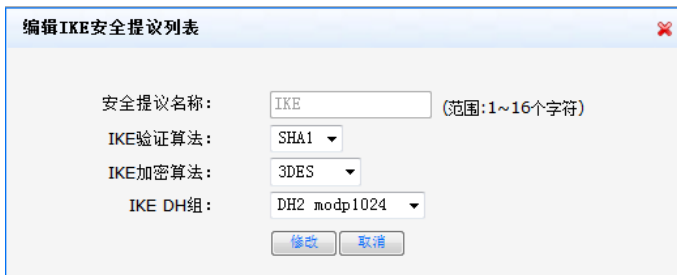 编辑IKE安全提议列表
安全提议名称： IKE (范围:1~16个字符)
IKE验证算法： SHA1
IKE加密算法： 3DES
IKE DH组： DH2 modp1024
修改 取消